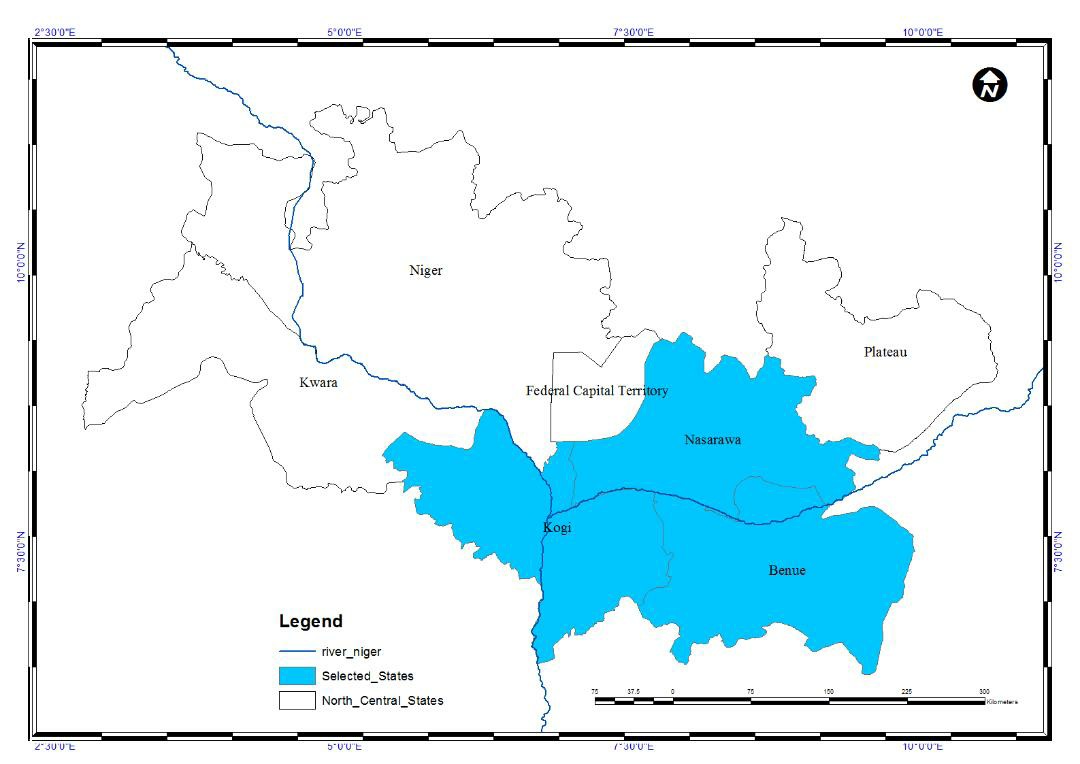 2°30'0"E 5°0'0"E 7°30'0"E 10°0'0"E
N
10°0'0"N 10°0'0"N
Niger
Plateau
Kwara
Federal Capital Territory
Nasarawa
Kogi
7°30'0"N 7°30'0"N
Benue
Legend
river_niger
Selected_States
North_Central_States
75 37.5 0 75 150 225 300
Kilometers
2°30'0"E 5°0'0"E 7°30'0"E 10°0'0"E